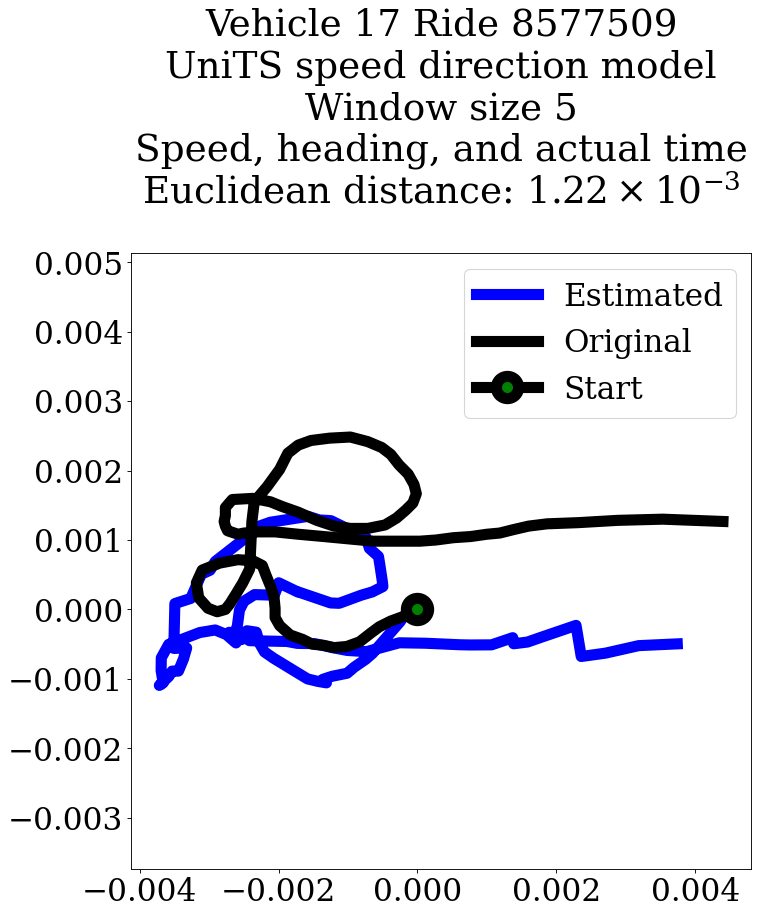 Vehicle 17 Ride 8577509
UniTS speed direction model
Window size 5
Speed, heading, and actual time
Euclidean distance: 1.22 × 10⁻³
Estimated
Original
Start
0.005
0.004
0.003
0.002
0.001
0.000
−0.001
−0.002
−0.003
−0.004 −0.002 0.000 0.002 0.004